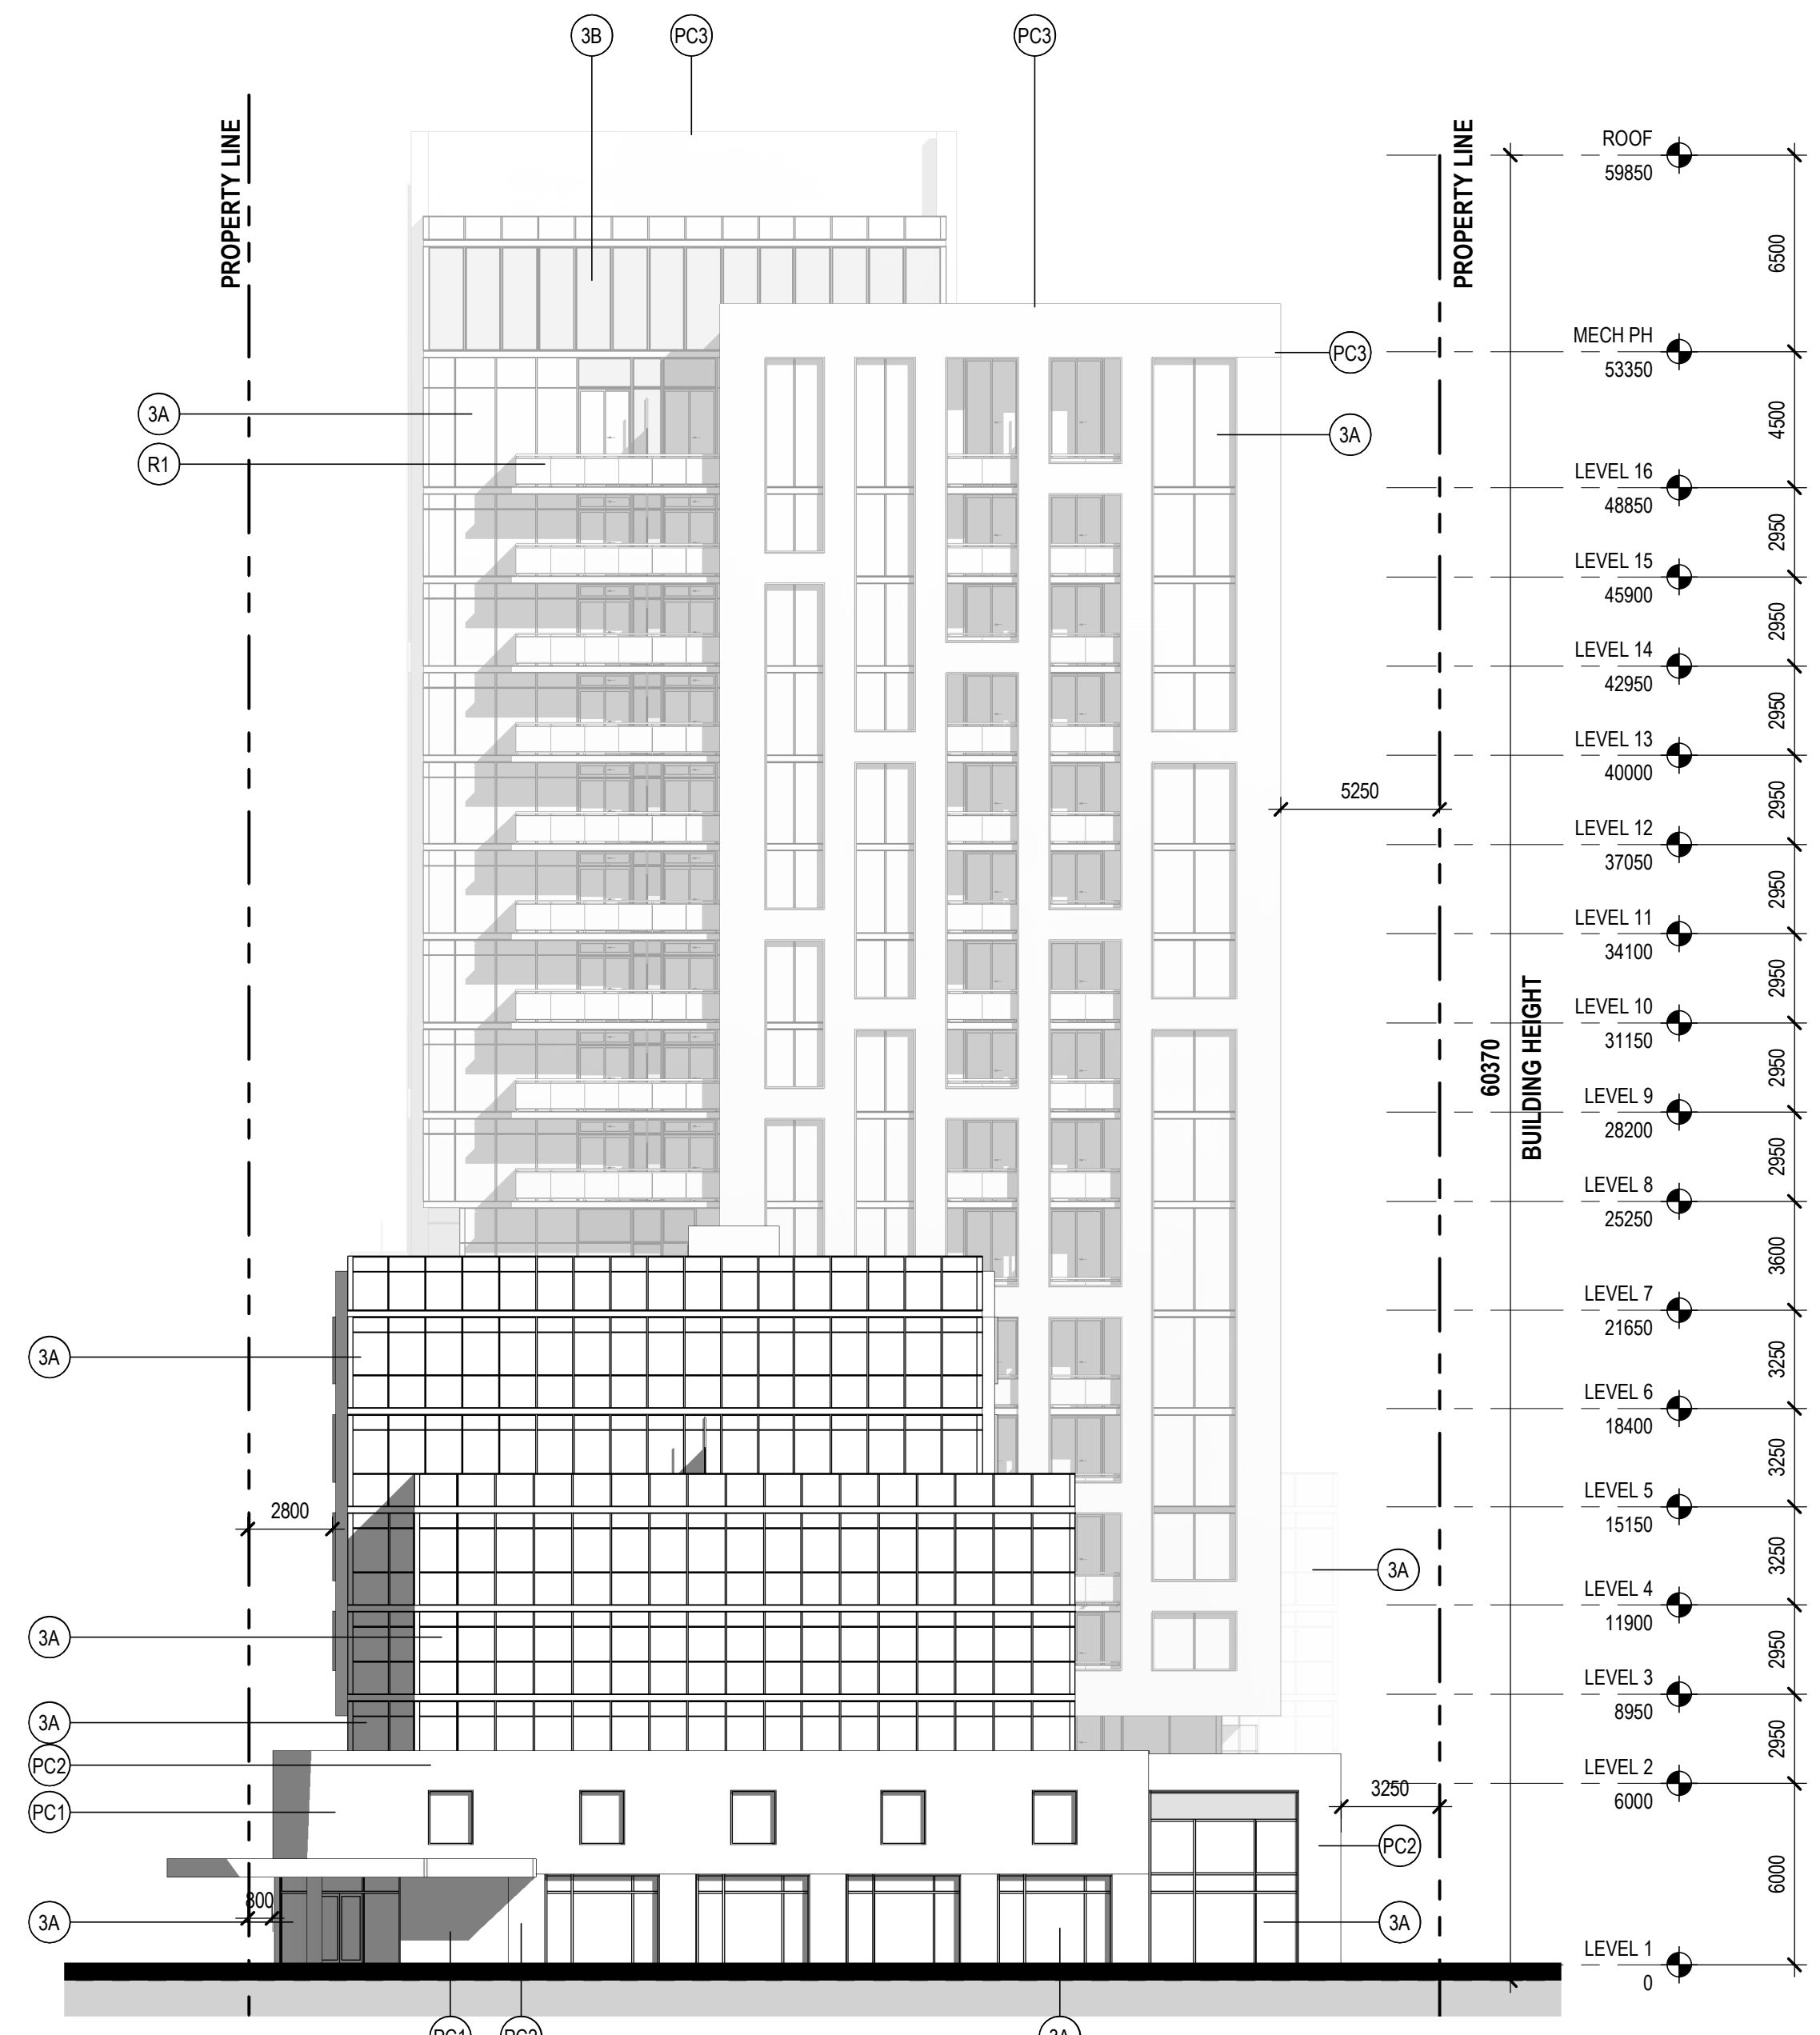 3B
PC3
PC3
PROPERTY LINE
PROPERTY LINE
ROOF
59850
6500
MECH PH
53350
PC3
4500
3A
3A
R1
LEVEL 16
48850
2950
LEVEL 15
45900
2950
LEVEL 14
42950
2950
LEVEL 13
40000
5250
2950
LEVEL 12
37050
2950
LEVEL 11
34100
2950
LEVEL 10
31150
60370
BUILDING HEIGHT
2950
LEVEL 9
28200
2950
LEVEL 8
25250
3600
LEVEL 7
21650
3A
3250
LEVEL 6
18400
3250
LEVEL 5
15150
2800
3250
3A
LEVEL 4
11900
3A
2950
LEVEL 3
8950
3A
2950
PC2
LEVEL 2
6000
3250
PC1
PC2
6000
800
3A
3A
LEVEL 1
0
PC1
PC2
3A